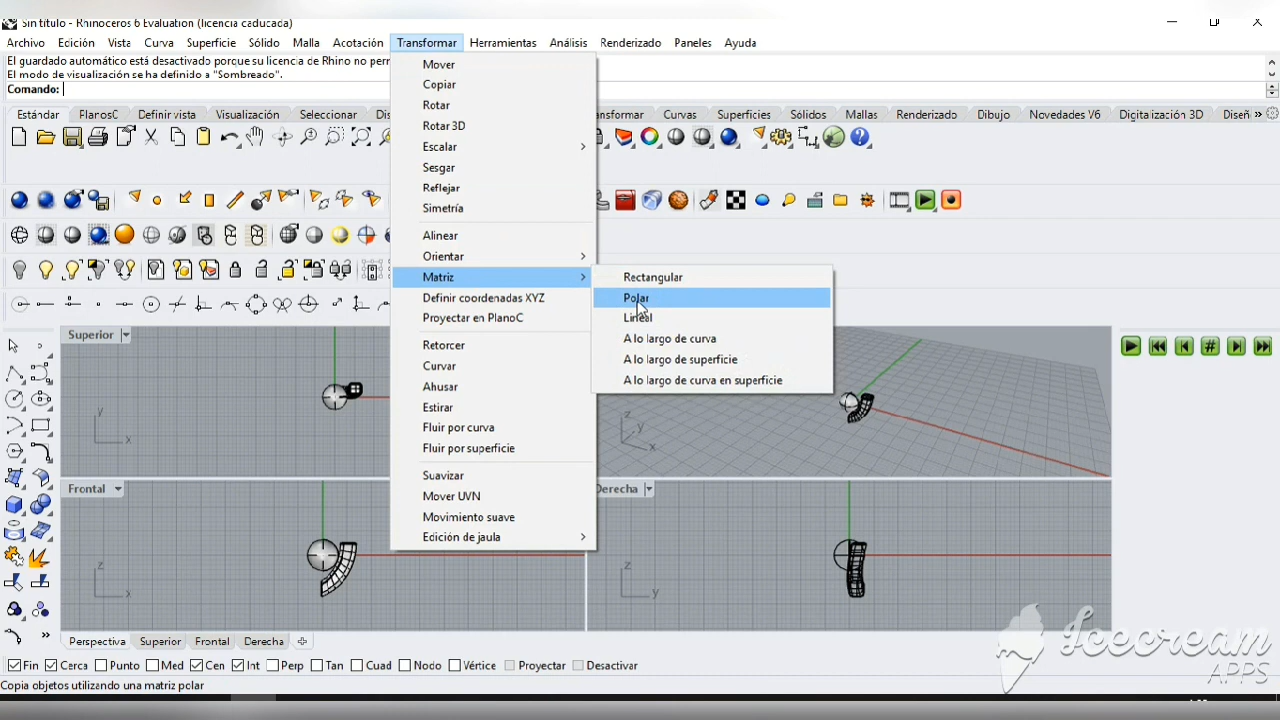 Sin título - Rhinoceros 6 Evaluation (licencia caducada)
Archivo Edición Vista Curva Superficie Sólido Malla Acotación Transformar Herramientas Análisis Renderizado Paneles Ayuda
El guardado automático está desactivado porque su licencia de Rhino no perm
El modo de visualización se ha definido a "Sombreado".
Comando:
Estándar PlanosC Definir vista Visualización Seleccionar Dis ansformar Curvas Superficies Sólidos Mallas Renderizado Dibujo Novedades V6 Digitalización 3D Diseñ »
Mover
Copiar
Rotar
Rotar 3D
Escalar
Sesgar
Reflejar
Simetría
Alinear
Orientar
Matriz
Definir coordenadas XYZ
Proyectar en PlanoC
Retorcer
Curvar
Ahusar
Estirar
Fluir por curva
Fluir por superficie
Suavizar
Mover UVN
Movimiento suave
Edición de jaula
Rectangular
Polar
Lineal
A lo largo de curva
A lo largo de superficie
A lo largo de curva en superficie
Superior
y
x
z
y
x
Frontal
z
x
Derecha
z
y
Perspectiva Superior Frontal Derecha
Fin Cerca Punto Med Cen Int Perp Tan Cuad Nodo Vértice Proyectar Desactivar
Copia objetos utilizando una matriz polar
Icecream
APPS